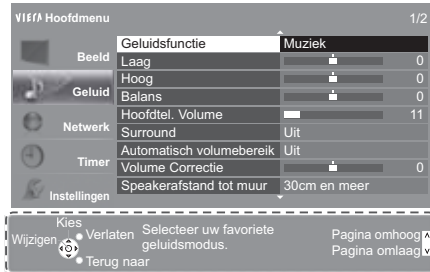 VIERA Hoofdmenu 1/2
Beeld
Geluid
Netwerk
Timer
Instellingen
Geluidsfunctie Muziek
Laag 0
Hoog 0
Balans 0
Hoofdtel. Volume 11
Surround Uit
Automatisch volumebereik Uit
Volume Correctie 0
Speakerafstand tot muur 30cm en meer
Kies
Wijzigen
Verlaten
Terug naar
Selecteer uw favoriete
geluidsmodus.
Pagina omhoog
Pagina omlaag